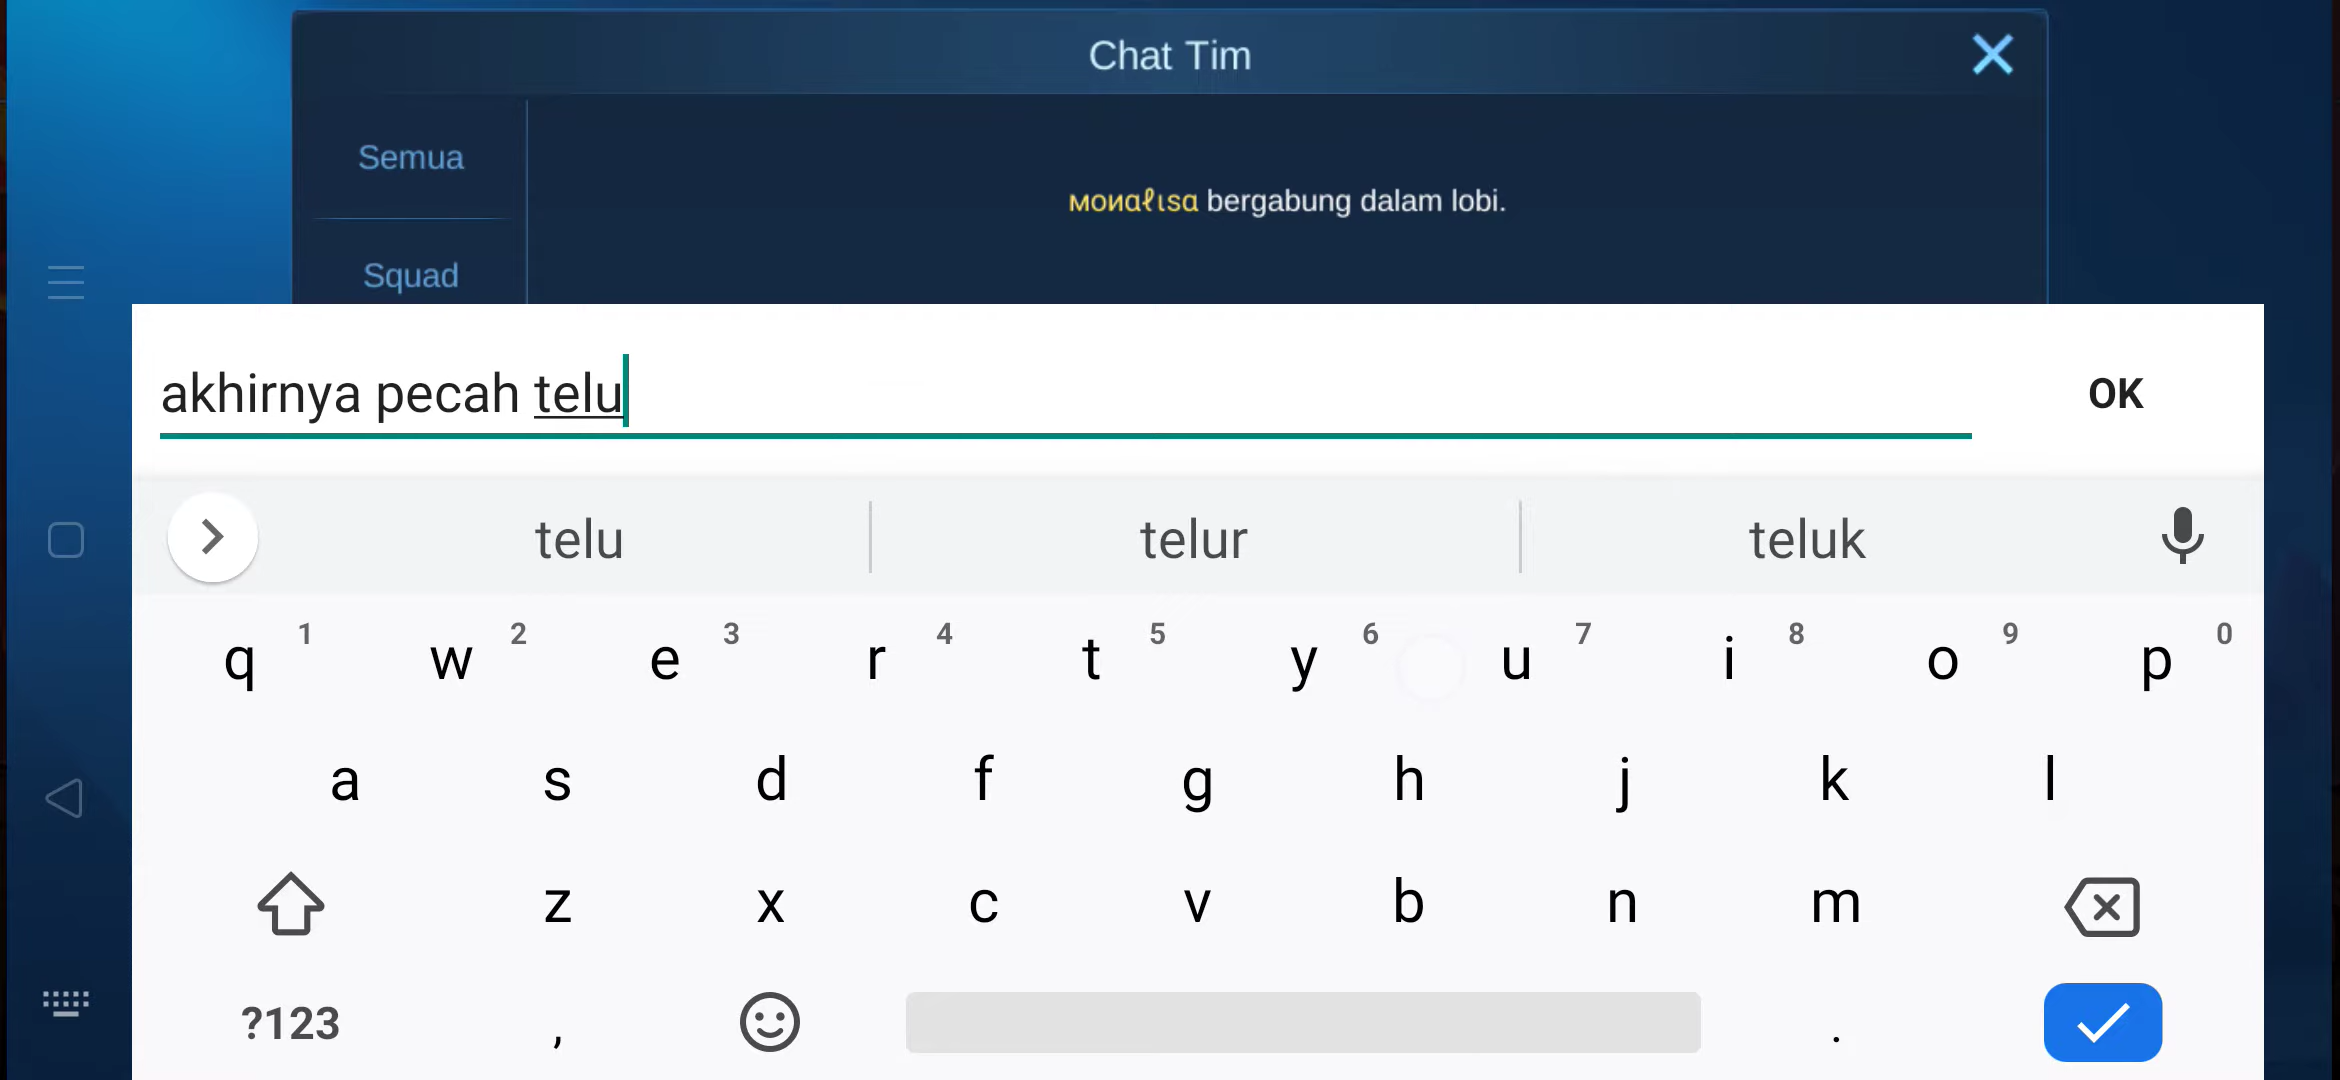 Chat Tim
Semua
мoиαℓιsα bergabung dalam lobi.
Squad
akhirnya pecah telu
OK
telu telur teluk
q 1 w 2 e 3 r 4 t 5 y 6 u 7 i 8 o 9 p 0
a s d f g h j k l
z x c v b n m
?123 , .